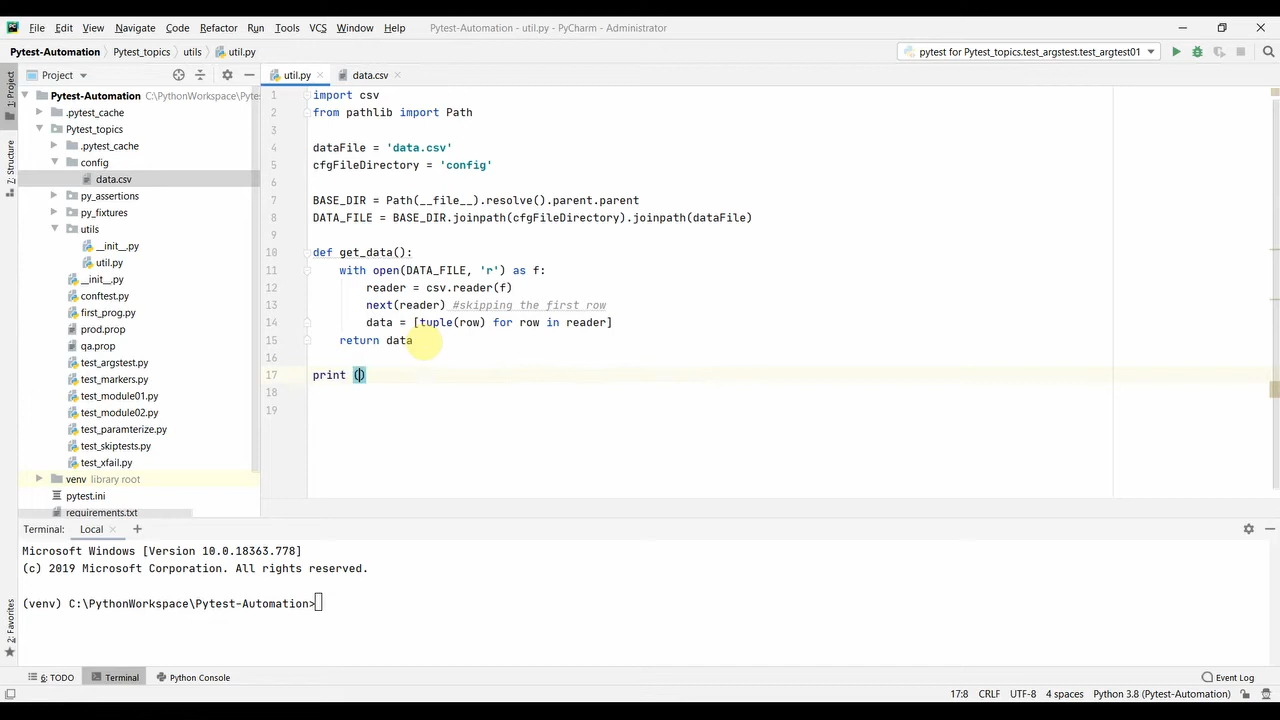 PC File Edit View Navigate Code Refactor Run Tools VCS Window Help Pytest-Automation - util.py - PyCharm - Administrator
Pytest-Automation Pytest_topics utils util.py pytest for Pytest_topics.test_argstest.test_argtest01
Project util.py data.csv
1: Project
7: Structure
2: Favorites
Pytest-Automation C:\PythonWorkspace\Pyte
.pytest_cache
Pytest_topics
.pytest_cache
config
data.csv
py_assertions
py_fixtures
utils
__init__.py
util.py
__init__.py
conftest.py
first_prog.py
prod.prop
qa.prop
test_argstest.py
test_markers.py
test_module01.py
test_module02.py
test_paramterize.py
test_skiptests.py
test_xfail.py
venv library root
pytest.ini
requirements.txt
1 import csv
2 from pathlib import Path
3
4 dataFile = 'data.csv'
5 cfgFileDirectory = 'config'
6
7 BASE_DIR = Path(__file__).resolve().parent.parent
8 DATA_FILE = BASE_DIR.joinpath(cfgFileDirectory).joinpath(dataFile)
9
10 def get_data():
11 with open(DATA_FILE, 'r') as f:
12 reader = csv.reader(f)
13 next(reader) #skipping the first row
14 data = [tuple(row) for row in reader]
15 return data
16
17 print ()
18
19
Terminal: Local
Microsoft Windows [Version 10.0.18363.778]
(c) 2019 Microsoft Corporation. All rights reserved.
(venv) C:\PythonWorkspace\Pytest-Automation>
6: TODO Terminal Python Console Event Log
17:8 CRLF UTF-8 4 spaces Python 3.8 (Pytest-Automation)